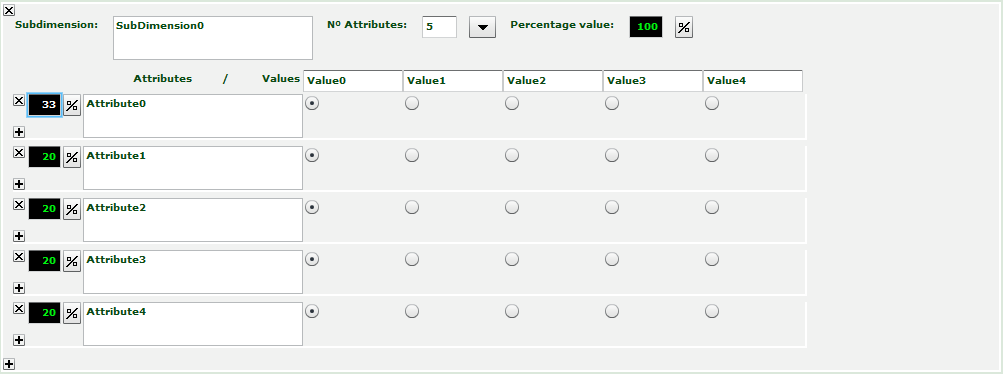 Subdimension: SubDimension0 Nº Attributes: 5 Percentage value: 100 %
Attributes / Values Value0 Value1 Value2 Value3 Value4
33 % Attribute0
20 % Attribute1
20 % Attribute2
20 % Attribute3
20 % Attribute4